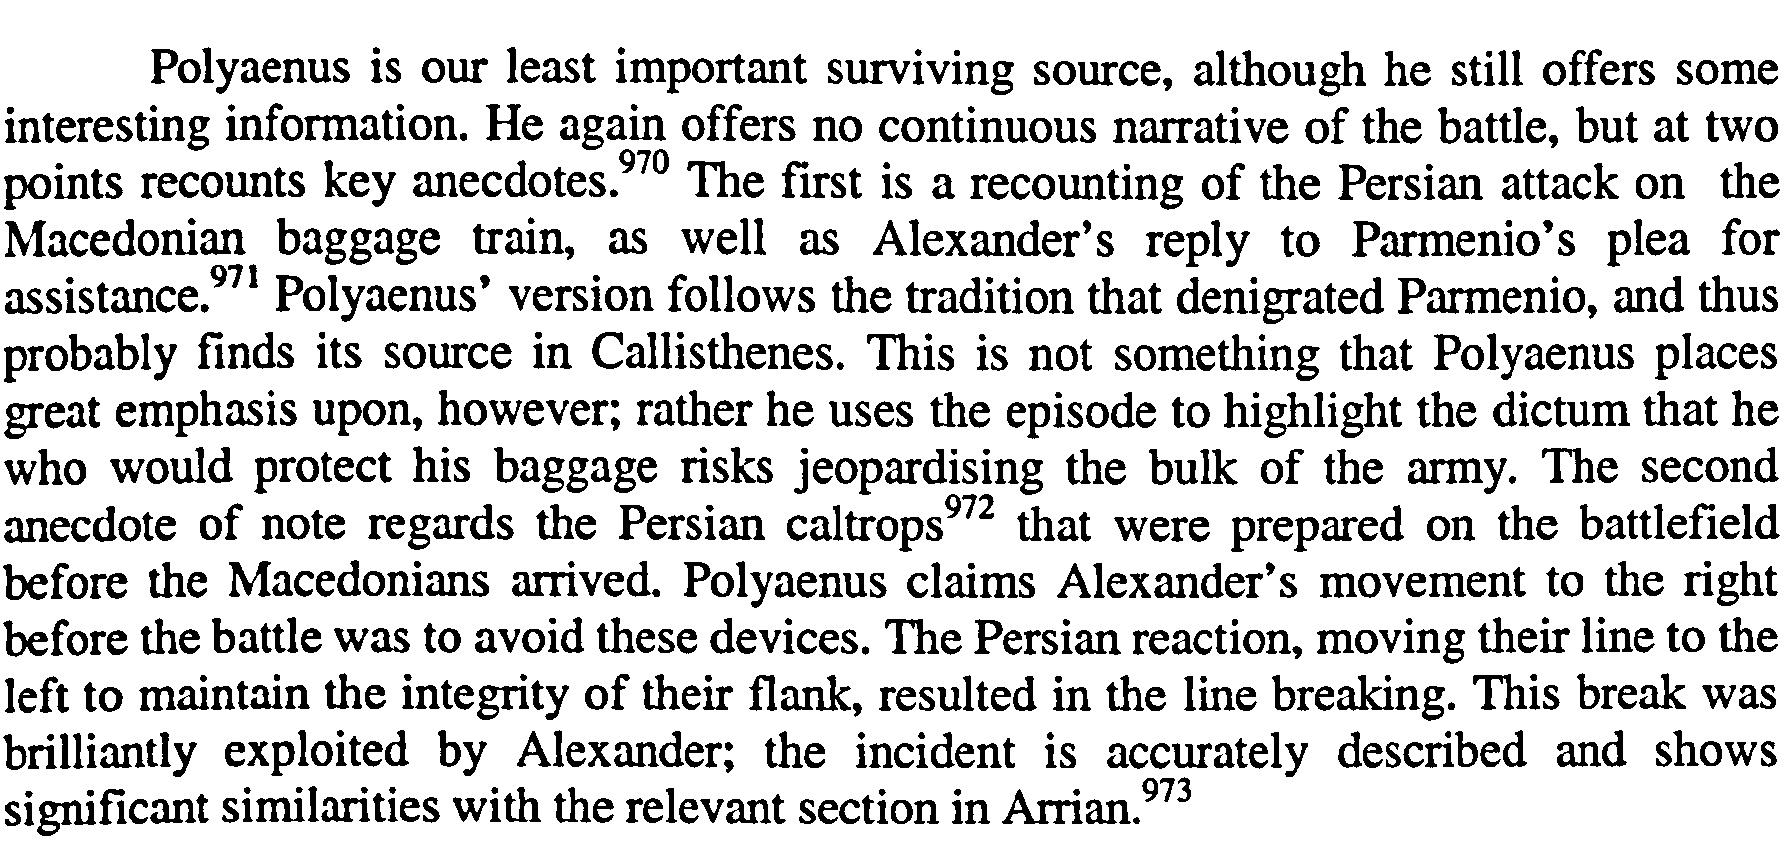 Polyaenus is our least important surviving source, although he still offers some
interesting information. He again offers no continuous narrative of the battle, but at two
points recounts key anecdotes.970 The first is a recounting of the Persian attack on the
Macedonian baggage train, as well as Alexander's reply to Parmenio's plea for
assistance.971 Polyaenus' version follows the tradition that denigrated Parmenio, and thus
probably finds its source in Callisthenes. This is not something that Polyaenus places
great emphasis upon, however; rather he uses the episode to highlight the dictum that he
who would protect his baggage risks jeopardising the bulk of the army. The second
anecdote of note regards the Persian caltrops972 that were prepared on the battlefield
before the Macedonians arrived. Polyaenus claims Alexander's movement to the right
before the battle was to avoid these devices. The Persian reaction, moving their line to the
left to maintain the integrity of their flank, resulted in the line breaking. This break was
brilliantly exploited by Alexander; the incident is accurately described and shows
significant similarities with the relevant section in Arrian.973